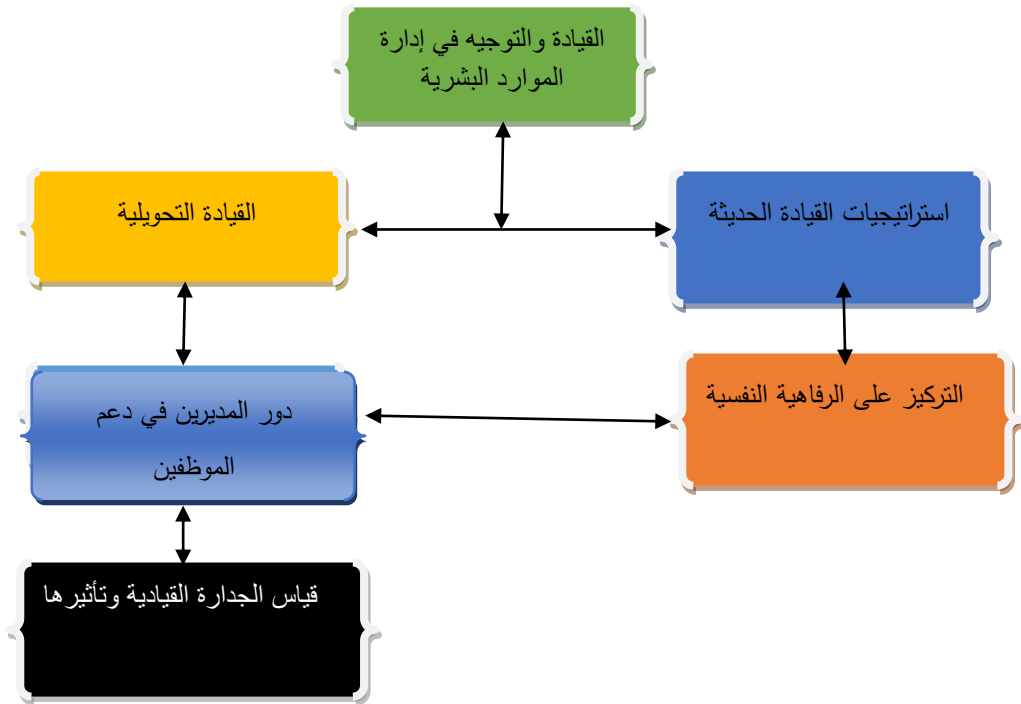 القيادة والتوجيه في إدارة
الموارد البشرية
استراتيجيات القيادة الحديثة
القيادة التحويلية
التركيز على الرفاهية النفسية
دور المديرين في دعم
الموظفين
قياس الجدارة القيادية وتأثيرها